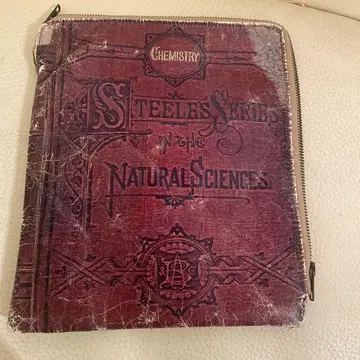 CHEMISTRY
STEELE'S SERIES
IN THE
NATURAL SCIENCES.